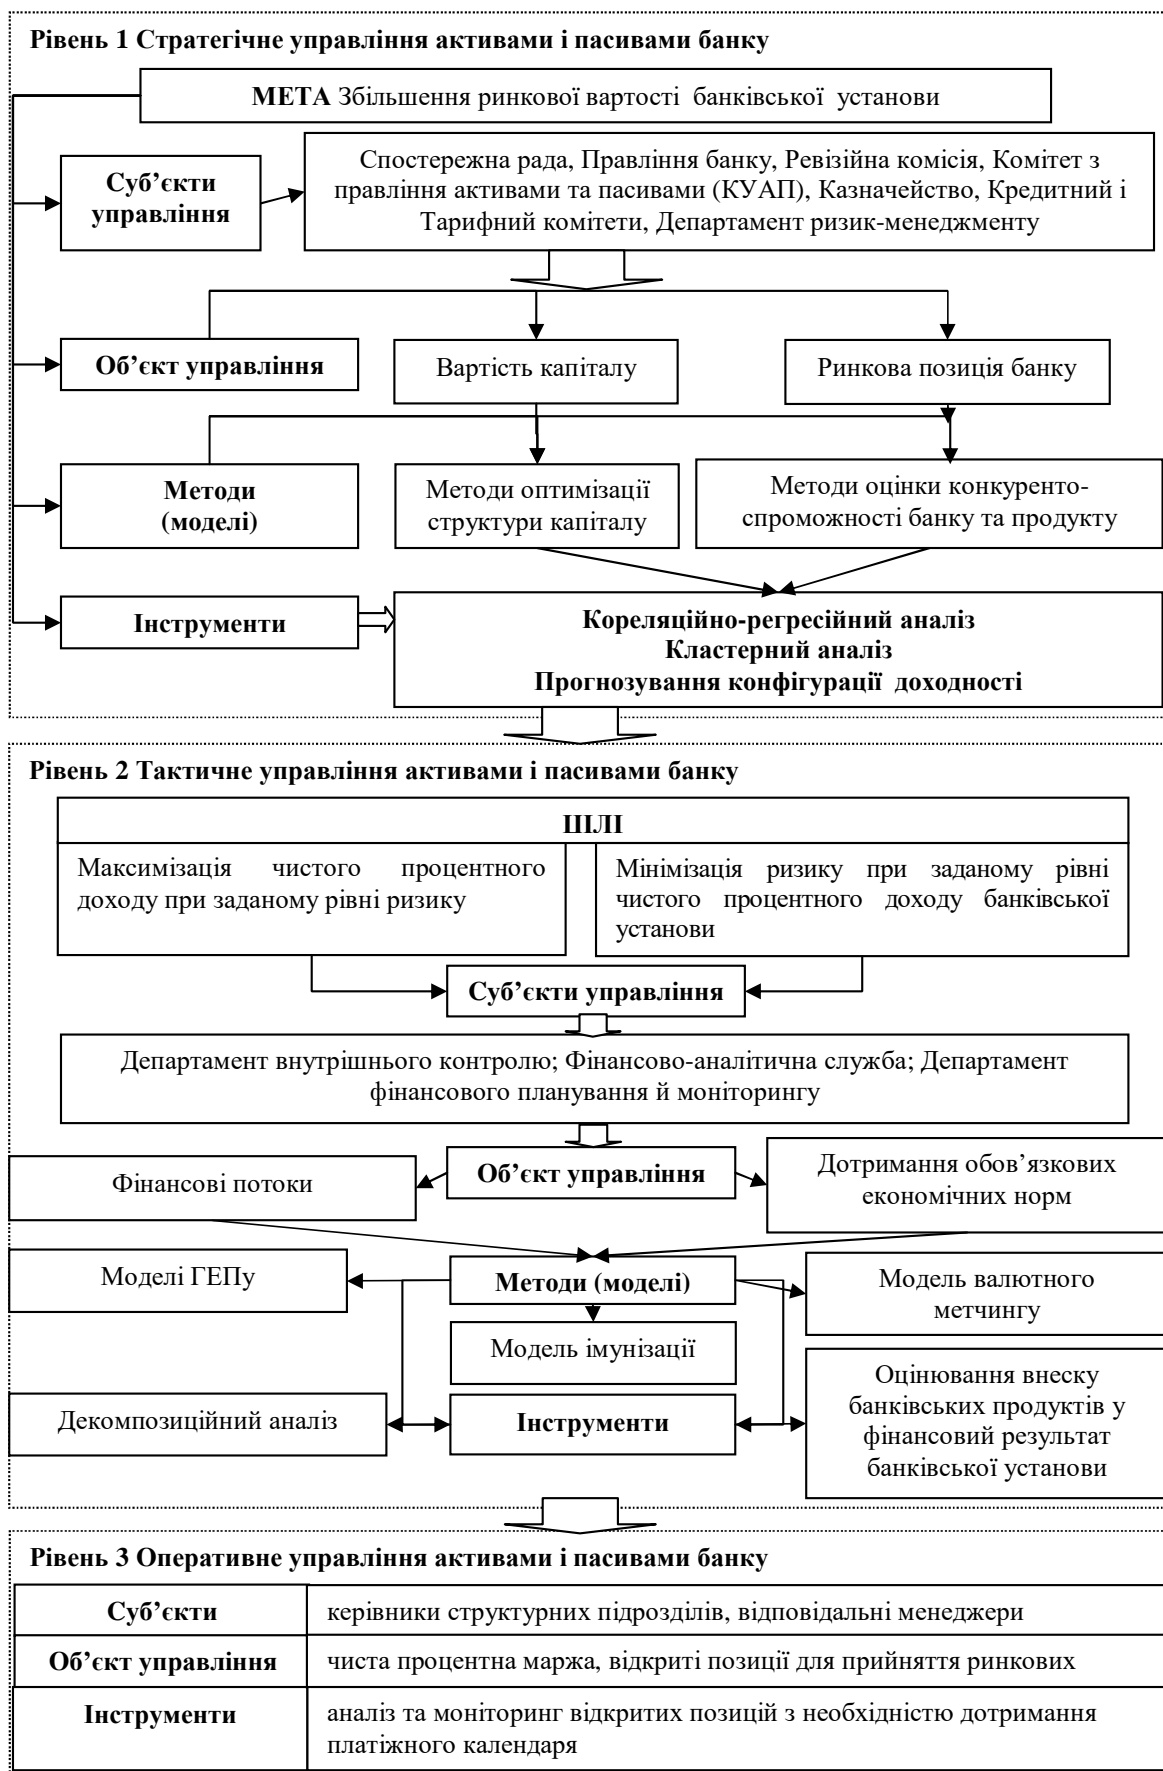 Рівень 1 Стратегічне управління активами і пасивами банку
МЕТА Збільшення ринкової вартості банківської установи
Суб’єкти
управління
Спостережна рада, Правління банку, Ревізійна комісія, Комітет з
правління активами та пасивами (КУАП), Казначейство, Кредитний і
Тарифний комітети, Департамент ризик-менеджменту
Об’єкт управління
Вартість капіталу
Ринкова позиція банку
Методи
(моделі)
Методи оптимізації
структури капіталу
Методи оцінки конкуренто-
спроможності банку та продукту
Інструменти
Кореляційно-регресійний аналіз
Кластерний аналіз
Прогнозування конфігурації доходності
Рівень 2 Тактичне управління активами і пасивами банку
ЦІЛІ
Максимізація чистого процентного
доходу при заданому рівні ризику
Мінімізація ризику при заданому рівні
чистого процентного доходу банківської
установи
Суб’єкти управління
Департамент внутрішнього контролю; Фінансово-аналітична служба; Департамент
фінансового планування й моніторингу
Об’єкт управління
Фінансові потоки
Дотримання обов’язкових
економічних норм
Моделі ГЕПу
Методи (моделі)
Модель валютного
метчингу
Модель імунізації
Декомпозиційний аналіз
Інструменти
Оцінювання внеску
банківських продуктів у
фінансовий результат
банківської установи
Рівень 3 Оперативне управління активами і пасивами банку
Суб’єкти
керівники структурних підрозділів, відповідальні менеджери
Об’єкт управління
чиста процентна маржа, відкриті позиції для прийняття ринкових
Інструменти
аналіз та моніторинг відкритих позицій з необхідністю дотримання
платіжного календаря